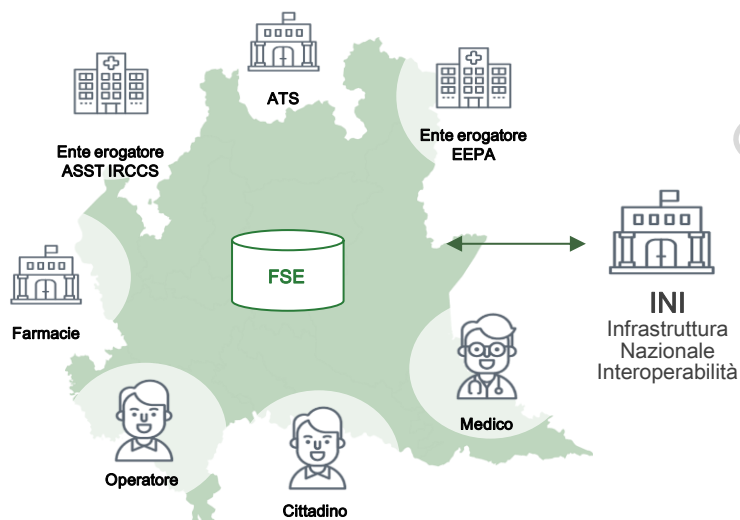 ATS
Ente erogatore
ASST IRCCS
Ente erogatore
EEPA
FSE
INI
Infrastruttura
Nazionale
Interoperabilità
Farmacie
Medico
Operatore
Cittadino